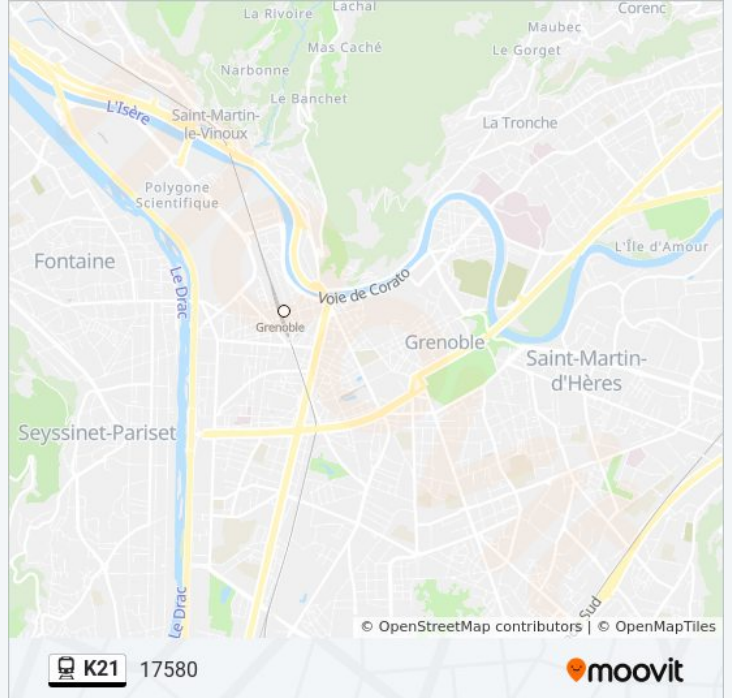 La Rivoire
Lachal
Corenc
Maubec
Mas Caché
Le Gorget
Narbonne
Le Banchet
L'Isère
Saint-Martin-
le-Vinoux
La Tronche
Polygone
Scientifique
L'Île d'Amour
Fontaine
Le Drac
Voie de Corato
Grenoble
Grenoble
Saint-Martin-
d'Hères
Seyssinet-Pariset
Le Drac
Sud
© OpenStreetMap contributors | © OpenMapTiles
K21 17580
moovit